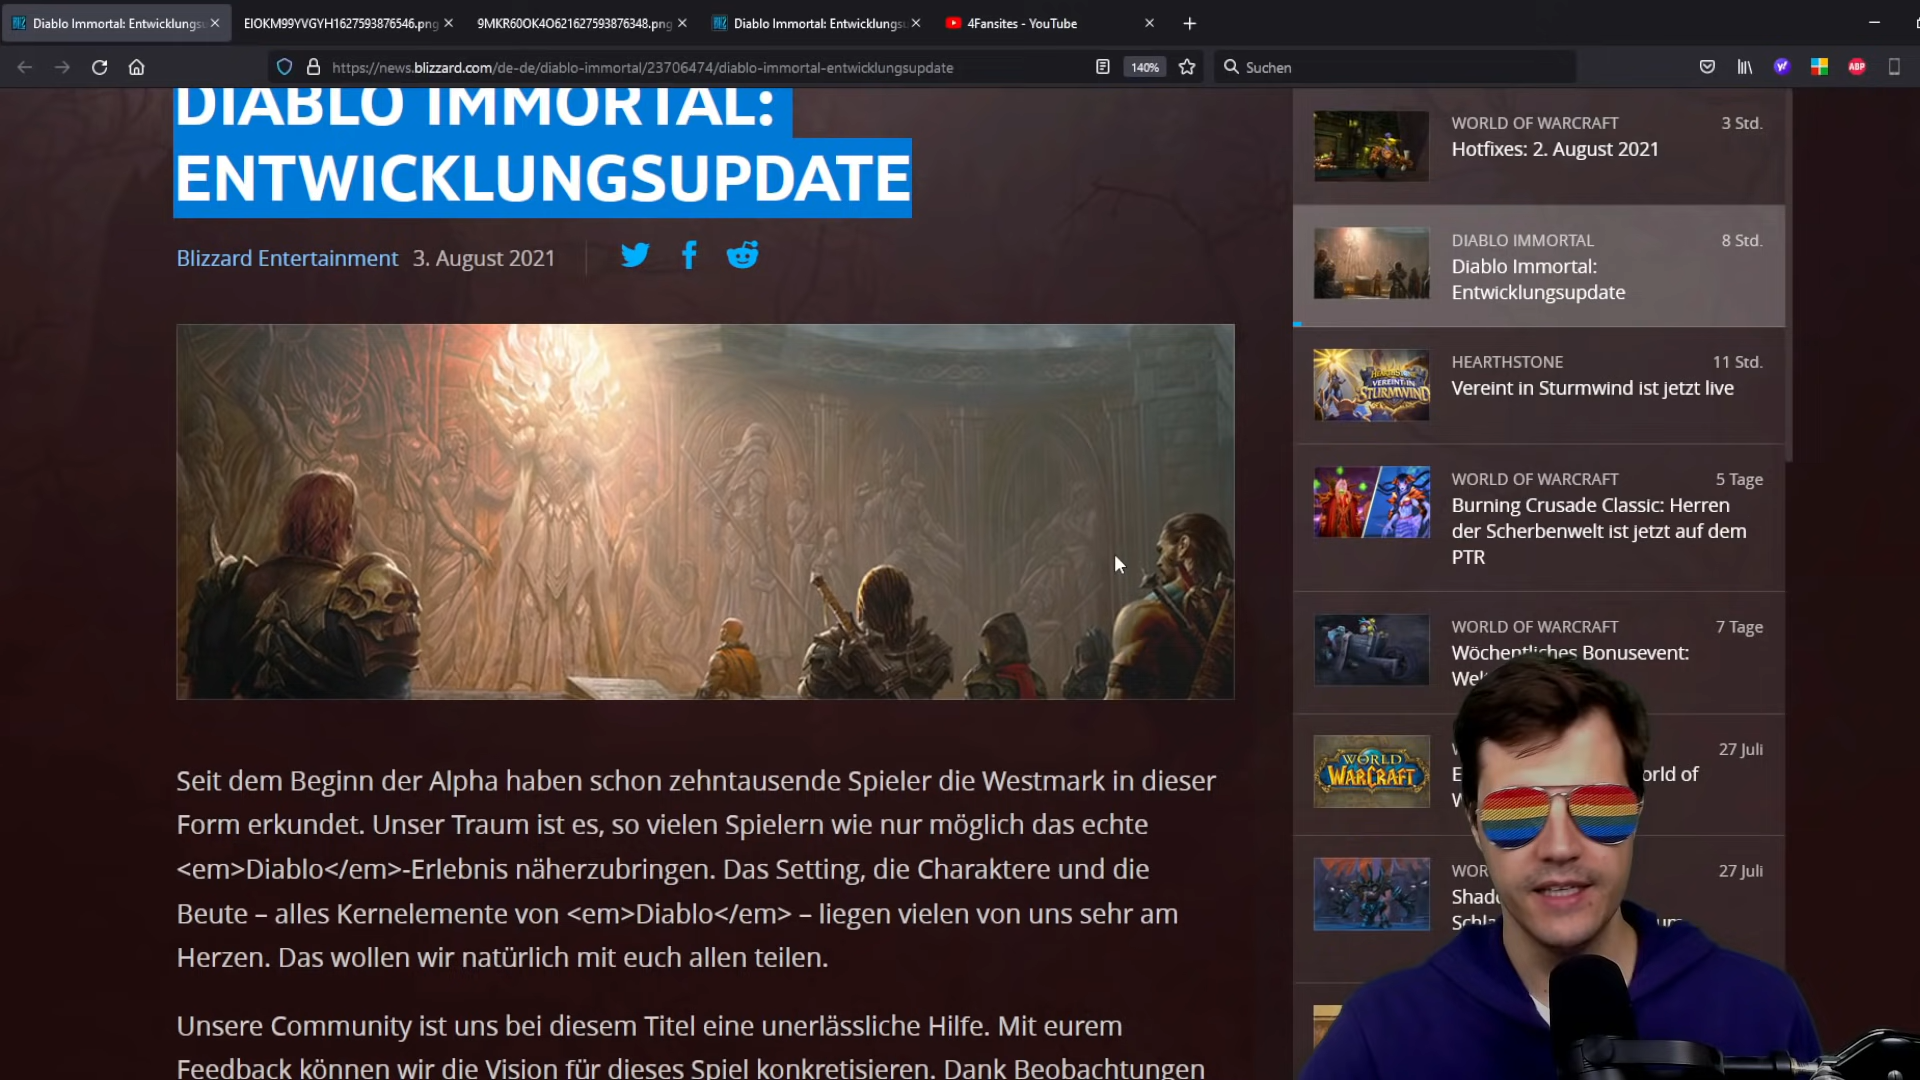 Diablo Immortal: Entwicklungsu
EIOKM99YVGYH1627593876546.png
9MKR60OK4O621627593876348.png
Diablo Immortal: Entwicklungsu
4Fansites - YouTube
https://news.blizzard.com/de-de/diablo-immortal/23706474/diablo-immortal-entwicklungsupdate
140%
Suchen
ABP
DIABLO IMMORTAL:
ENTWICKLUNGSUPDATE
Blizzard Entertainment 3. August 2021
Seit dem Beginn der Alpha haben schon zehntausende Spieler die Westmark in dieser
Form erkundet. Unser Traum ist es, so vielen Spielern wie nur möglich das echte
<em>Diablo</em>-Erlebnis näherzubringen. Das Setting, die Charaktere und die
Beute – alles Kernelemente von <em>Diablo</em> – liegen vielen von uns sehr am
Herzen. Das wollen wir natürlich mit euch allen teilen.
Unsere Community ist uns bei diesem Titel eine unerlässliche Hilfe. Mit eurem
Feedback können wir die Vision für dieses Spiel konkretisieren. Dank Beobachtungen
WORLD OF WARCRAFT 3 Std.
Hotfixes: 2. August 2021
DIABLO IMMORTAL 8 Std.
Diablo Immortal:
Entwicklungsupdate
HEARTHSTONE 11 Std.
Vereint in Sturmwind ist jetzt live
VEREINT IN
STURMWIND
WORLD OF WARCRAFT 5 Tage
Burning Crusade Classic: Herren
der Scherbenwelt ist jetzt auf dem
PTR
WORLD OF WARCRAFT 7 Tage
Wöchentliches Bonusevent:
27 Juli
orld of
WORLD
WARCRAFT
27 Juli